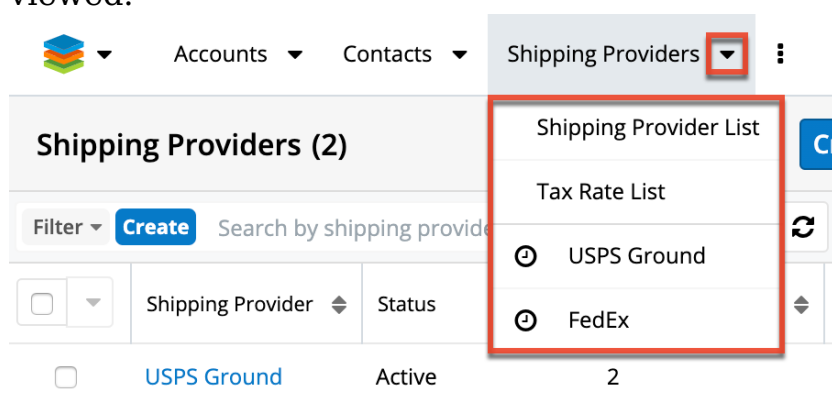 viewed.
Accounts Contacts Shipping Providers
Shipping Providers (2)
Shipping Provider List
Tax Rate List
Filter Create Search by shipping provide
USPS Ground
FedEx
Shipping Provider Status
USPS Ground Active 2